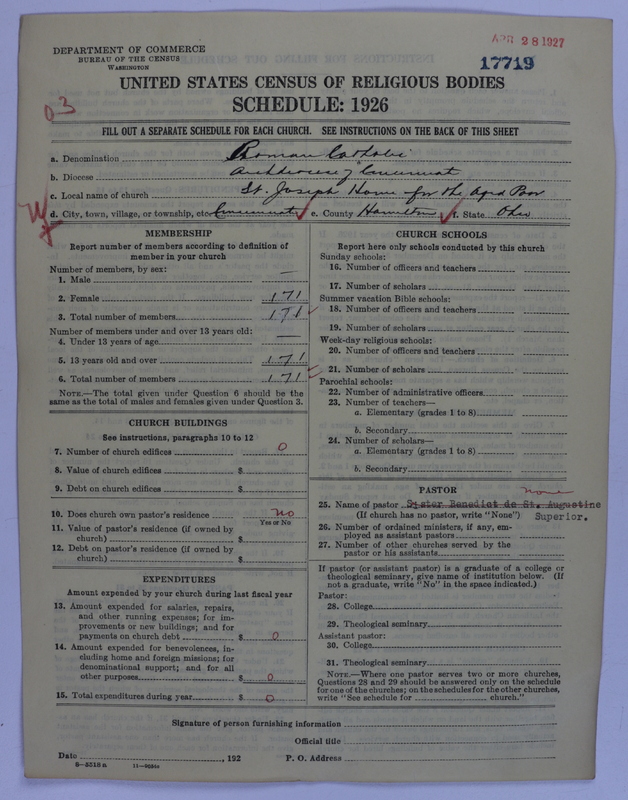 APR 28 1927
17719
DEPARTMENT OF COMMERCE
BUREAU OF THE CENSUS
WASHINGTON
UNITED STATES CENSUS OF RELIGIOUS BODIES
SCHEDULE: 1926
03
FILL OUT A SEPARATE SCHEDULE FOR EACH CHURCH. SEE INSTRUCTIONS ON THE BACK OF THIS SHEET
a. Denomination Roman Catholic
b. Diocese Archdiocese of Cincinnati
c. Local name of church St. Joseph Home for the Aged Poor
d. City, town, village, or township, etc. Cincinnati e. County Hamilton f. State Ohio
MEMBERSHIP
Report number of members according to definition of
member in your church
Number of members, by sex:
1. Male —
2. Female 171
3. Total number of members 171
Number of members under and over 13 years old:
4. Under 13 years of age —
5. 13 years old and over 171
6. Total number of members 171
NOTE.—The total given under Question 6 should be
same as the total of males and females given under Question 3.
CHURCH BUILDINGS
See instructions, paragraphs 10 to 12
7. Number of church edifices 0
8. Value of church edifices $
9. Debt on church edifices $
10. Does church own pastor's residence no
Yes or No
11. Value of pastor's residence (if owned by
church) $
12. Debt on pastor's residence (if owned by
church) $
EXPENDITURES
Amount expended by your church during last fiscal year
13. Amount expended for salaries, repairs,
and other running expenses; for im-
provements or new buildings; and for
payments on church debt $ 0
14. Amount expended for benevolences, in-
cluding home and foreign missions; for
denominational support; and for all
other purposes $ 0
15. Total expenditures during year $ 0
CHURCH SCHOOLS
Report here only schools conducted by this church
Sunday schools:
16. Number of officers and teachers
17. Number of scholars
Summer vacation Bible schools:
18. Number of officers and teachers
19. Number of scholars
Week-day religious schools:
20. Number of officers and teachers
21. Number of scholars
Parochial schools:
22. Number of administrative officers
23. Number of teachers—
a. Elementary (grades 1 to 8)
b. Secondary
24. Number of scholars—
a. Elementary (grades 1 to 8)
b. Secondary
PASTOR
none
25. Name of pastor Sister Benedict de St. Augustine
(If church has no pastor, write "None") Superior.
26. Number of ordained ministers, if any, em-
ployed as assistant pastors
27. Number of other churches served by the
pastor or his assistants
If pastor (or assistant pastor) is a graduate of a college or
theological seminary, give name of institution below. (If
not a graduate, write "No" in the space indicated.)
Pastor:
28. College
29. Theological seminary
Assistant pastor:
30. College
31. Theological seminary
NOTE.—Where one pastor serves two or more churches,
Questions 28 and 29 should be answered only on the schedule
for one of the churches; on the schedules for the other churches,
write "See schedule for church."
Signature of person furnishing information
Official title
Date , 192 P. O. Address
8—5318 a